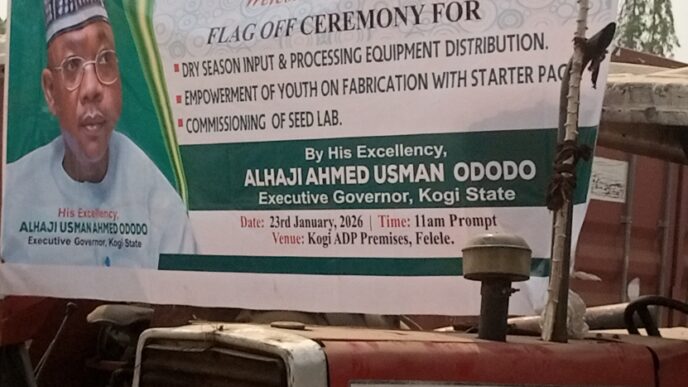 FLAG OFF CEREMONY FOR
DRY SEASON INPUT & PROCESSING EQUIPMENT DISTRIBUTION.
EMPOWERMENT OF YOUTH ON FABRICATION WITH STARTER PAC
COMMISSIONING OF SEED LAB.
By His Excellency,
ALHAJI AHMED USMAN ODODO
Executive Governor, Kogi State
Date: 23rd January, 2026 | Time: 11am Prompt
Venue: Kogi ADP Premises, Felele.
His Excellency,
ALHAJI USMAN AHMED ODODO
Executive Governor, Kogi State